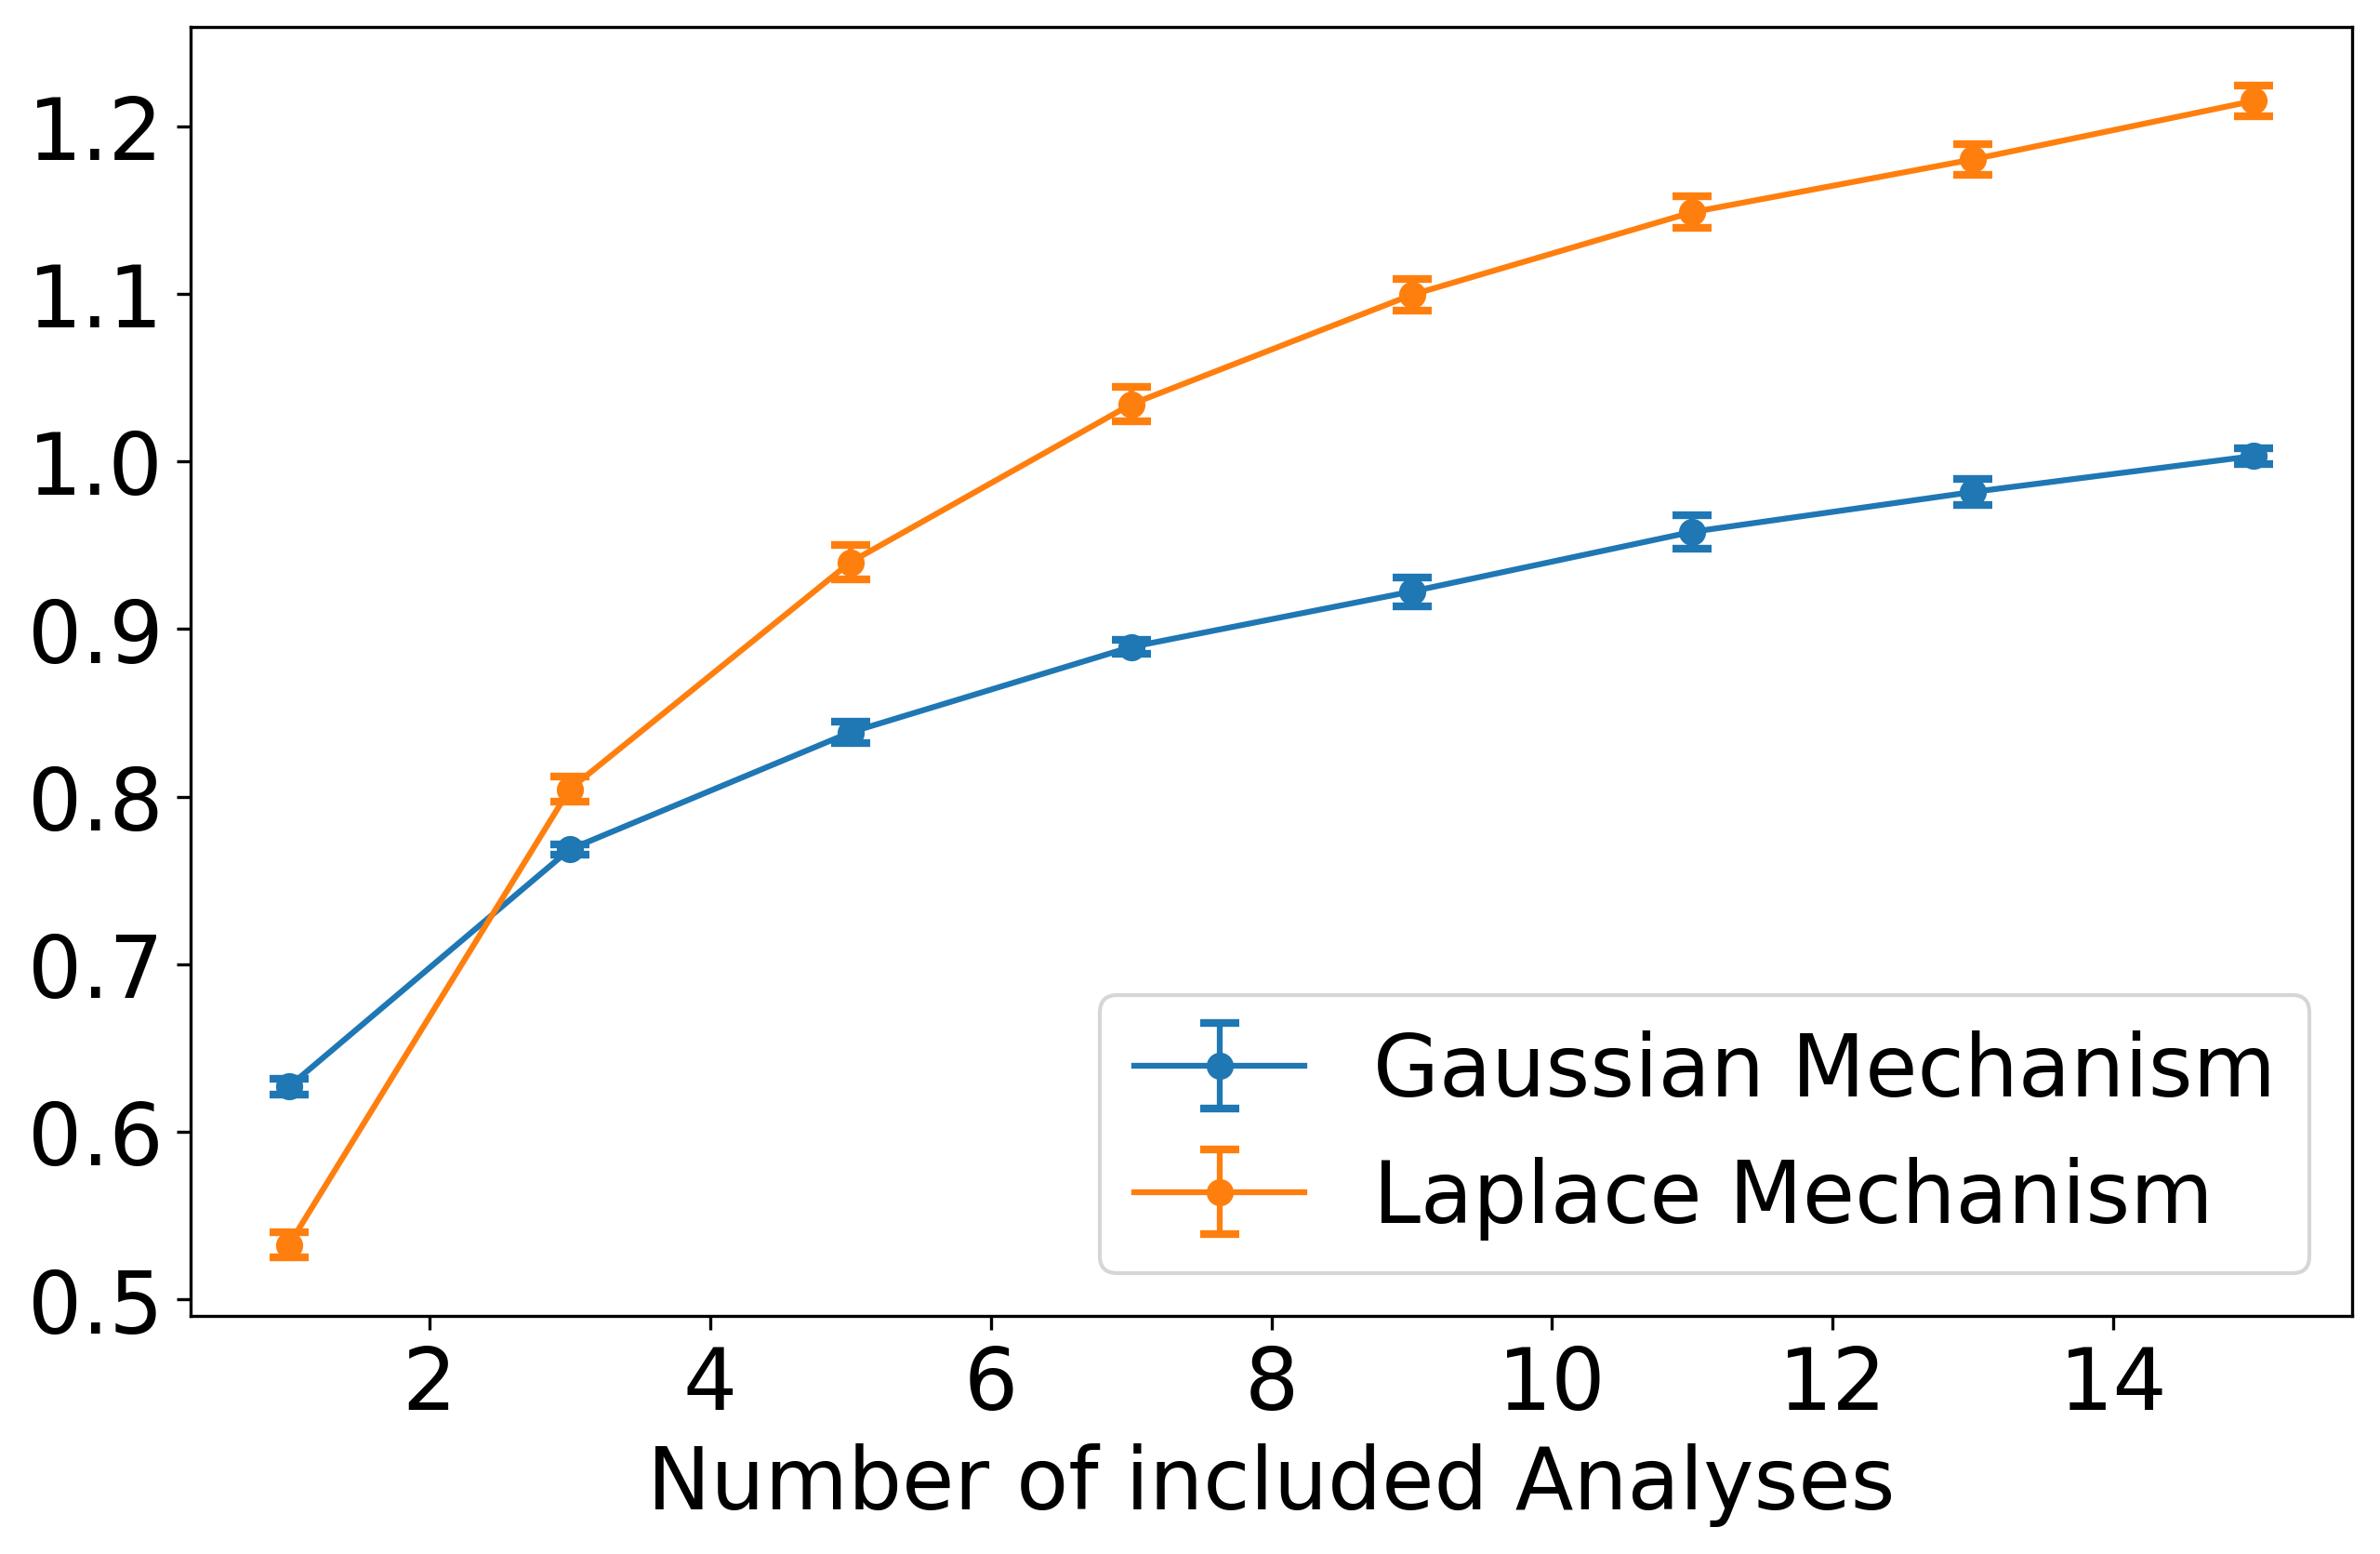 1.2
1.1
1.0
0.9
0.8
0.7
0.6
0.5
Gaussian Mechanism
Laplace Mechanism
2 4 6 8 10 12 14
Number of included Analyses